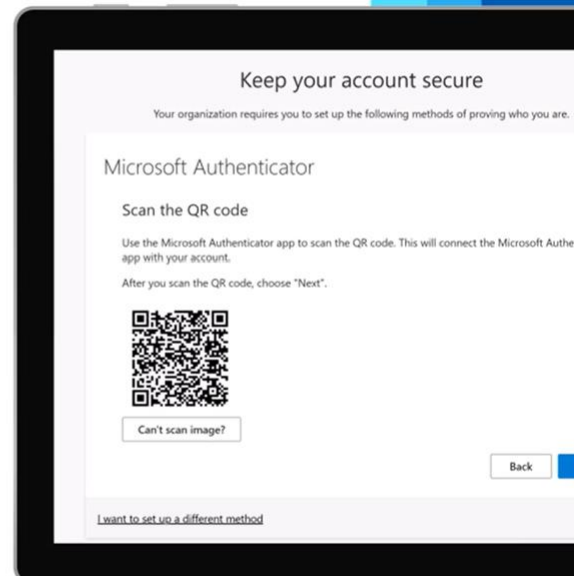 Keep your account secure
Your organization requires you to set up the following methods of proving who you are.
Microsoft Authenticator
Scan the QR code
Use the Microsoft Authenticator app to scan the QR code. This will connect the Microsoft Authe
app with your account.
After you scan the QR code, choose "Next".
Can't scan image?
Back
I want to set up a different method